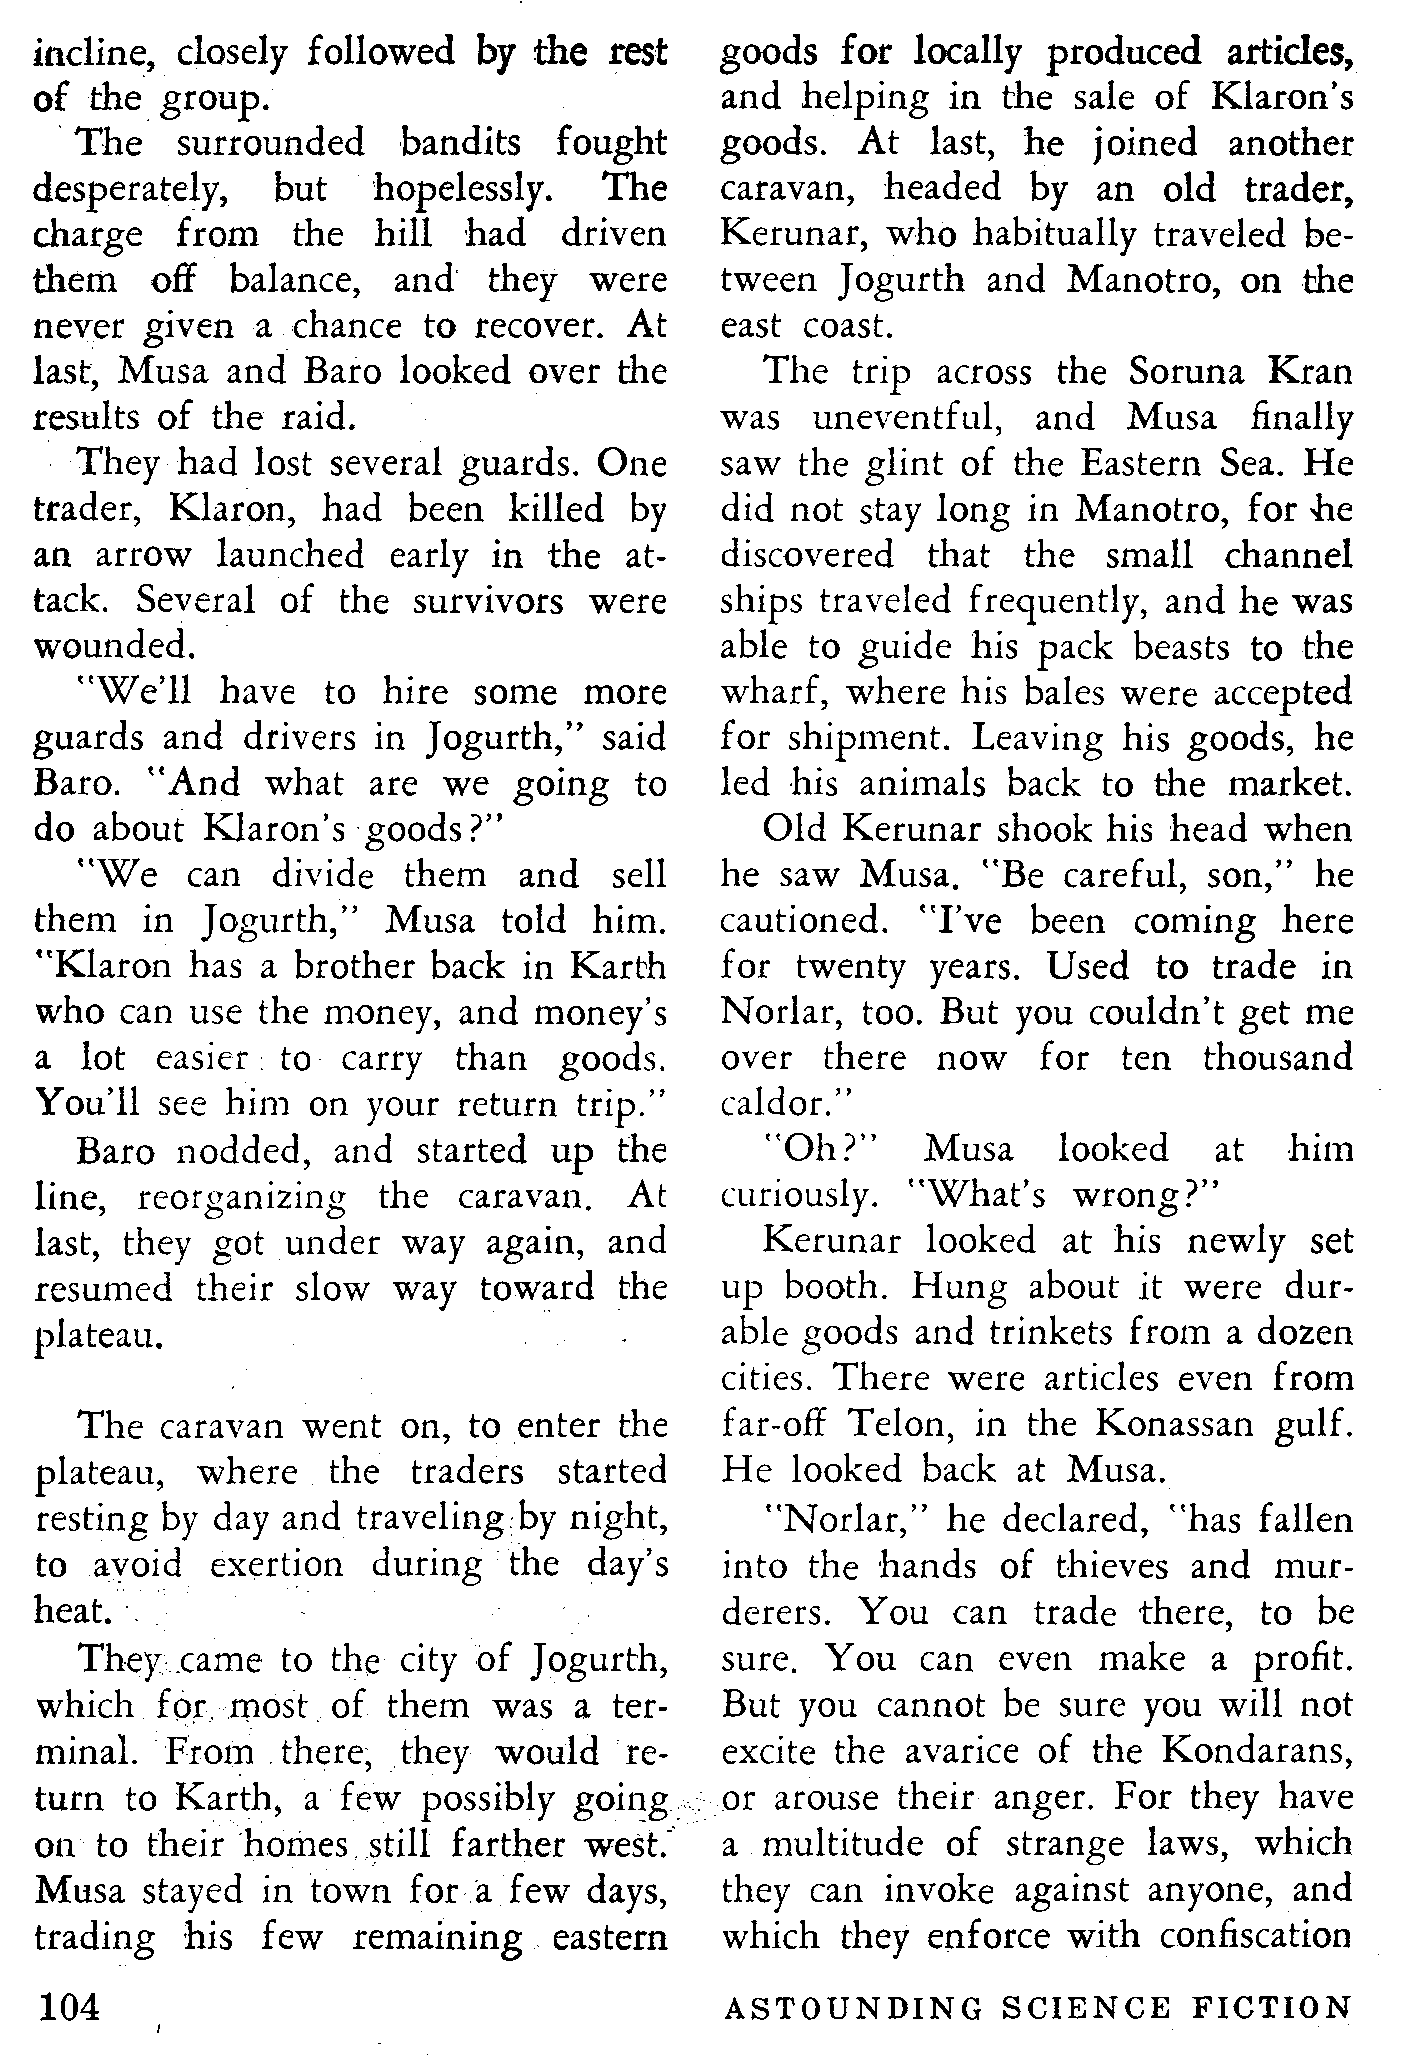 incline, closely followed by the rest
of the group.
The surrounded bandits fought
desperately, but hopelessly. The
charge from the hill had driven
them off balance, and they were
never given a chance to recover. At
last, Musa and Baro looked over the
results of the raid.
They had lost several guards. One
trader, Klaron, had been killed by
an arrow launched early in the at-
tack. Several of the survivors were
wounded.
"We'll have to hire some more
guards and drivers in Jogurth," said
Baro. "And what are we going to
do about Klaron's goods?"
"We can divide them and sell
them in Jogurth," Musa told him.
"Klaron has a brother back in Karth
who can use the money, and money's
a lot easier to carry than goods.
You'll see him on your return trip."
Baro nodded, and started up the
line, reorganizing the caravan. At
last, they got under way again, and
resumed their slow way toward the
plateau.
The caravan went on, to enter the
plateau, where the traders started
resting by day and traveling by night,
to avoid exertion during the day's
heat.
They came to the city of Jogurth,
which for most of them was a ter-
minal. From there, they would re-
turn to Karth, a few possibly going
on to their homes still farther west.
Musa stayed in town for a few days,
trading his few remaining eastern
goods for locally produced articles,
and helping in the sale of Klaron's
goods. At last, he joined another
caravan, headed by an old trader,
Kerunar, who habitually traveled be-
tween Jogurth and Manotro, on the
east coast.
The trip across the Soruna Kran
was uneventful, and Musa finally
saw the glint of the Eastern Sea. He
did not stay long in Manotro, for he
discovered that the small channel
ships traveled frequently, and he was
able to guide his pack beasts to the
wharf, where his bales were accepted
for shipment. Leaving his goods, he
led his animals back to the market.
Old Kerunar shook his head when
he saw Musa. "Be careful, son," he
cautioned. "I've been coming here
for twenty years. Used to trade in
Norlar, too. But you couldn't get me
over there now for ten thousand
caldor."
"Oh?" Musa looked at him
curiously. "What's wrong?"
Kerunar looked at his newly set
up booth. Hung about it were dur-
able goods and trinkets from a dozen
cities. There were articles even from
far-off Telon, in the Konassan gulf.
He looked back at Musa.
"Norlar," he declared, "has fallen
into the hands of thieves and mur-
derers. You can trade there, to be
sure. You can even make a profit.
But you cannot be sure you will not
excite the avarice of the Kondarans,
or arouse their anger. For they have
a multitude of strange laws, which
they can invoke against anyone, and
which they enforce with confiscation
104
ASTOUNDING SCIENCE FICTION